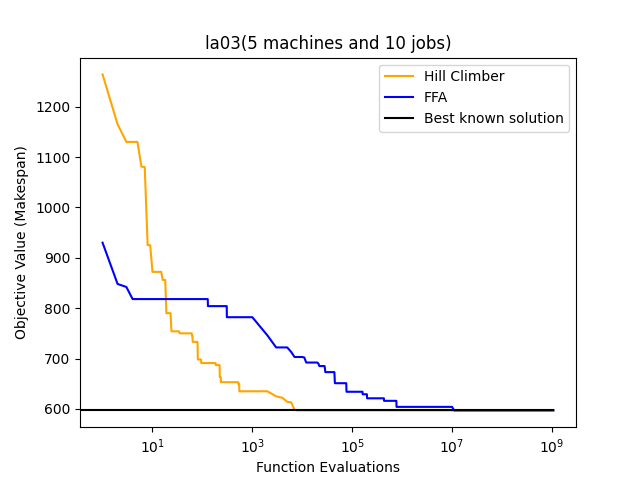 la03(5 machines and 10 jobs)
Hill Climber
FFA
Best known solution
Objective Value (Makespan)
1200
1100
1000
900
800
700
600
10^1
10^3
10^5
10^7
10^9
Function Evaluations